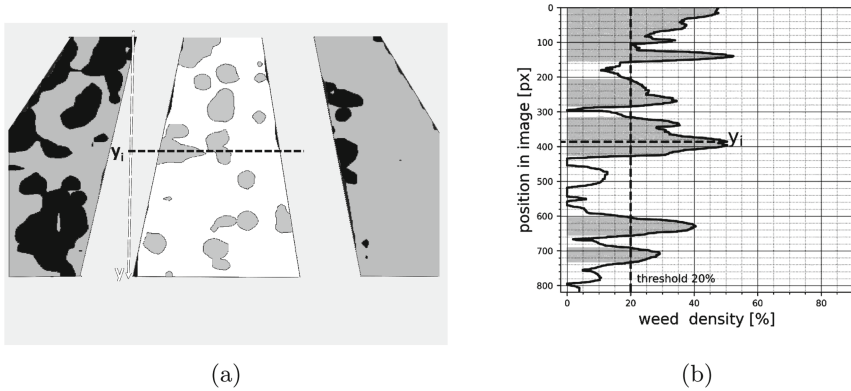 yᵢ
y
position in image [px]
0
100
200
300
400
500
600
700
800
yᵢ
threshold 20%
0 20 40 60 80
weed density [%]
(a) (b)